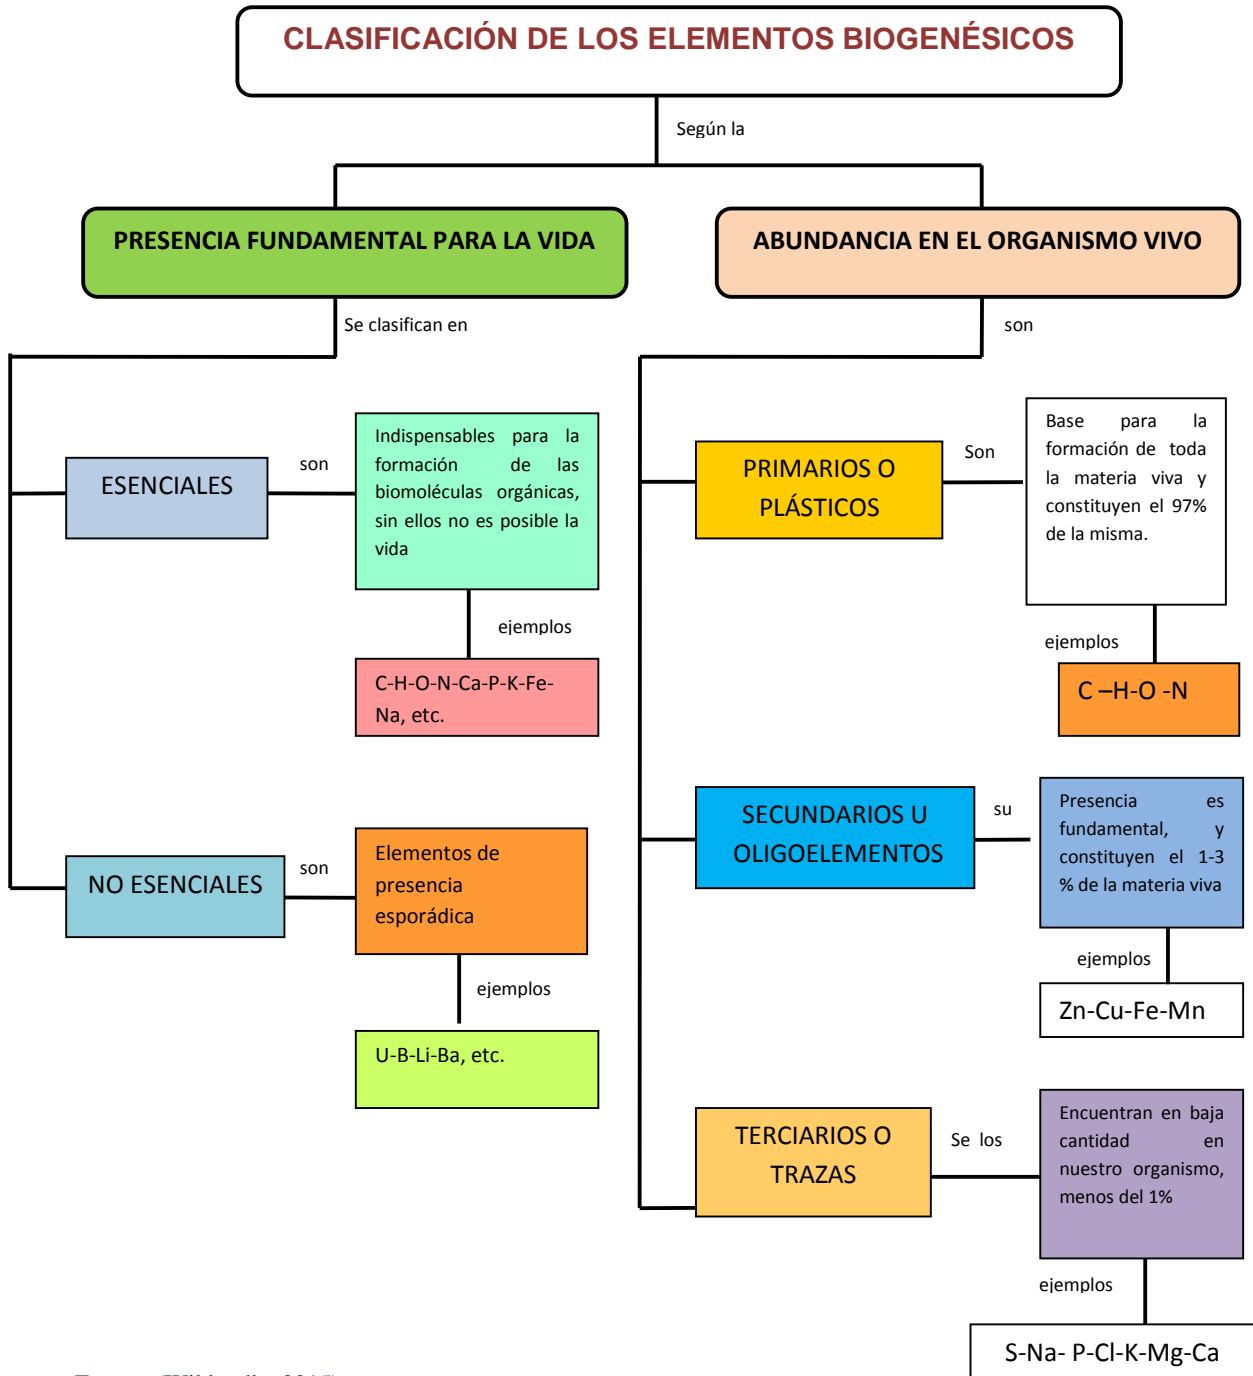 CLASIFICACIÓN DE LOS ELEMENTOS BIOGENÉSICOS
Según la
PRESENCIA FUNDAMENTAL PARA LA VIDA
Se clasifican en
ESENCIALES
son
Indispensables para la
formación de las
biomoléculas orgánicas,
sin ellos no es posible la
vida
ejemplos
C-H-O-N-Ca-P-K-Fe-
Na, etc.
NO ESENCIALES
son
Elementos de
presencia
esporádica
ejemplos
U-B-Li-Ba, etc.
ABUNDANCIA EN EL ORGANISMO VIVO
son
PRIMARIOS O
PLÁSTICOS
Son
Base para la
formación de toda
la materia viva y
constituyen el 97%
de la misma.
ejemplos
C –H-O -N
SECUNDARIOS U
OLIGOELEMENTOS
su
Presencia es
fundamental, y
constituyen el 1-3
% de la materia viva
ejemplos
Zn-Cu-Fe-Mn
TERCIARIOS O
TRAZAS
Se los
Encuentran en baja
cantidad en
nuestro organismo,
menos del 1%
ejemplos
S-Na- P-Cl-K-Mg-Ca